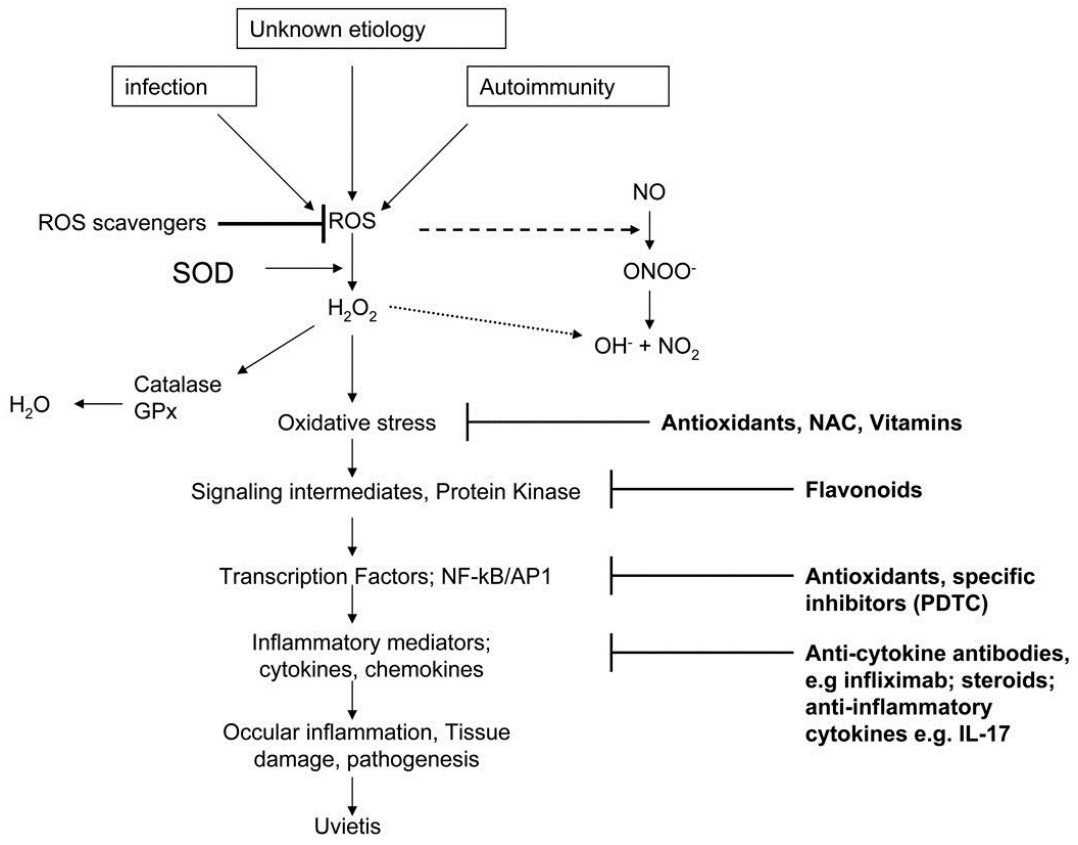 Unknown etiology
infection
Autoimmunity
NO
ROS scavengers
ROS
SOD
ONOO⁻
H₂O₂
OH⁻ + NO₂
Catalase
GPx
H₂O
Oxidative stress
Antioxidants, NAC, Vitamins
Signaling intermediates, Protein Kinase
Flavonoids
Transcription Factors; NF-kB/AP1
Antioxidants, specific
inhibitors (PDTC)
Inflammatory mediators;
cytokines, chemokines
Anti-cytokine antibodies,
e.g infliximab; steroids;
anti-inflammatory
cytokines e.g. IL-17
Occular inflammation, Tissue
damage, pathogenesis
Uvietis